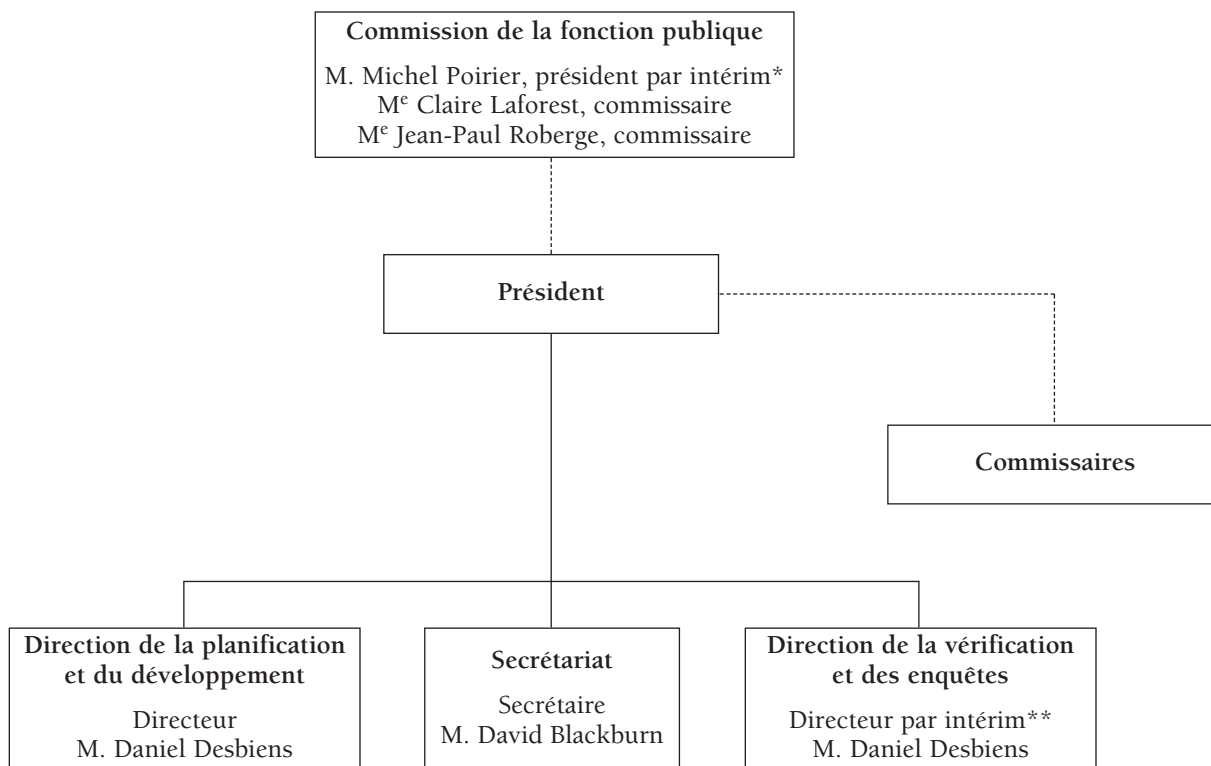 Commission de la fonction publique
M. Michel Poirier, président par intérim*
Mᵉ Claire Laforest, commissaire
Mᵉ Jean-Paul Roberge, commissaire
Président
Commissaires
Direction de la planification
et du développement
Directeur
M. Daniel Desbiens
Secrétariat
Secrétaire
M. David Blackburn
Direction de la vérification
et des enquêtes
Directeur par intérim**
M. Daniel Desbiens